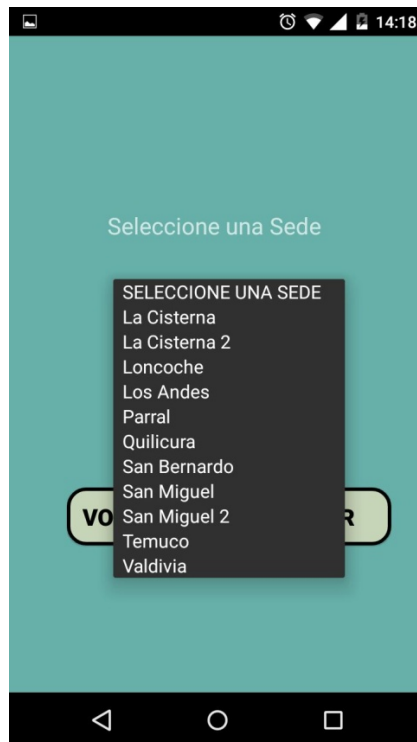 14:18
Seleccione una Sede
SELECCIONE UNA SEDE
La Cisterna
La Cisterna 2
Loncoche
Los Andes
Parral
Quilicura
San Bernardo
San Miguel
VO San Miguel 2 R
Temuco
Valdivia